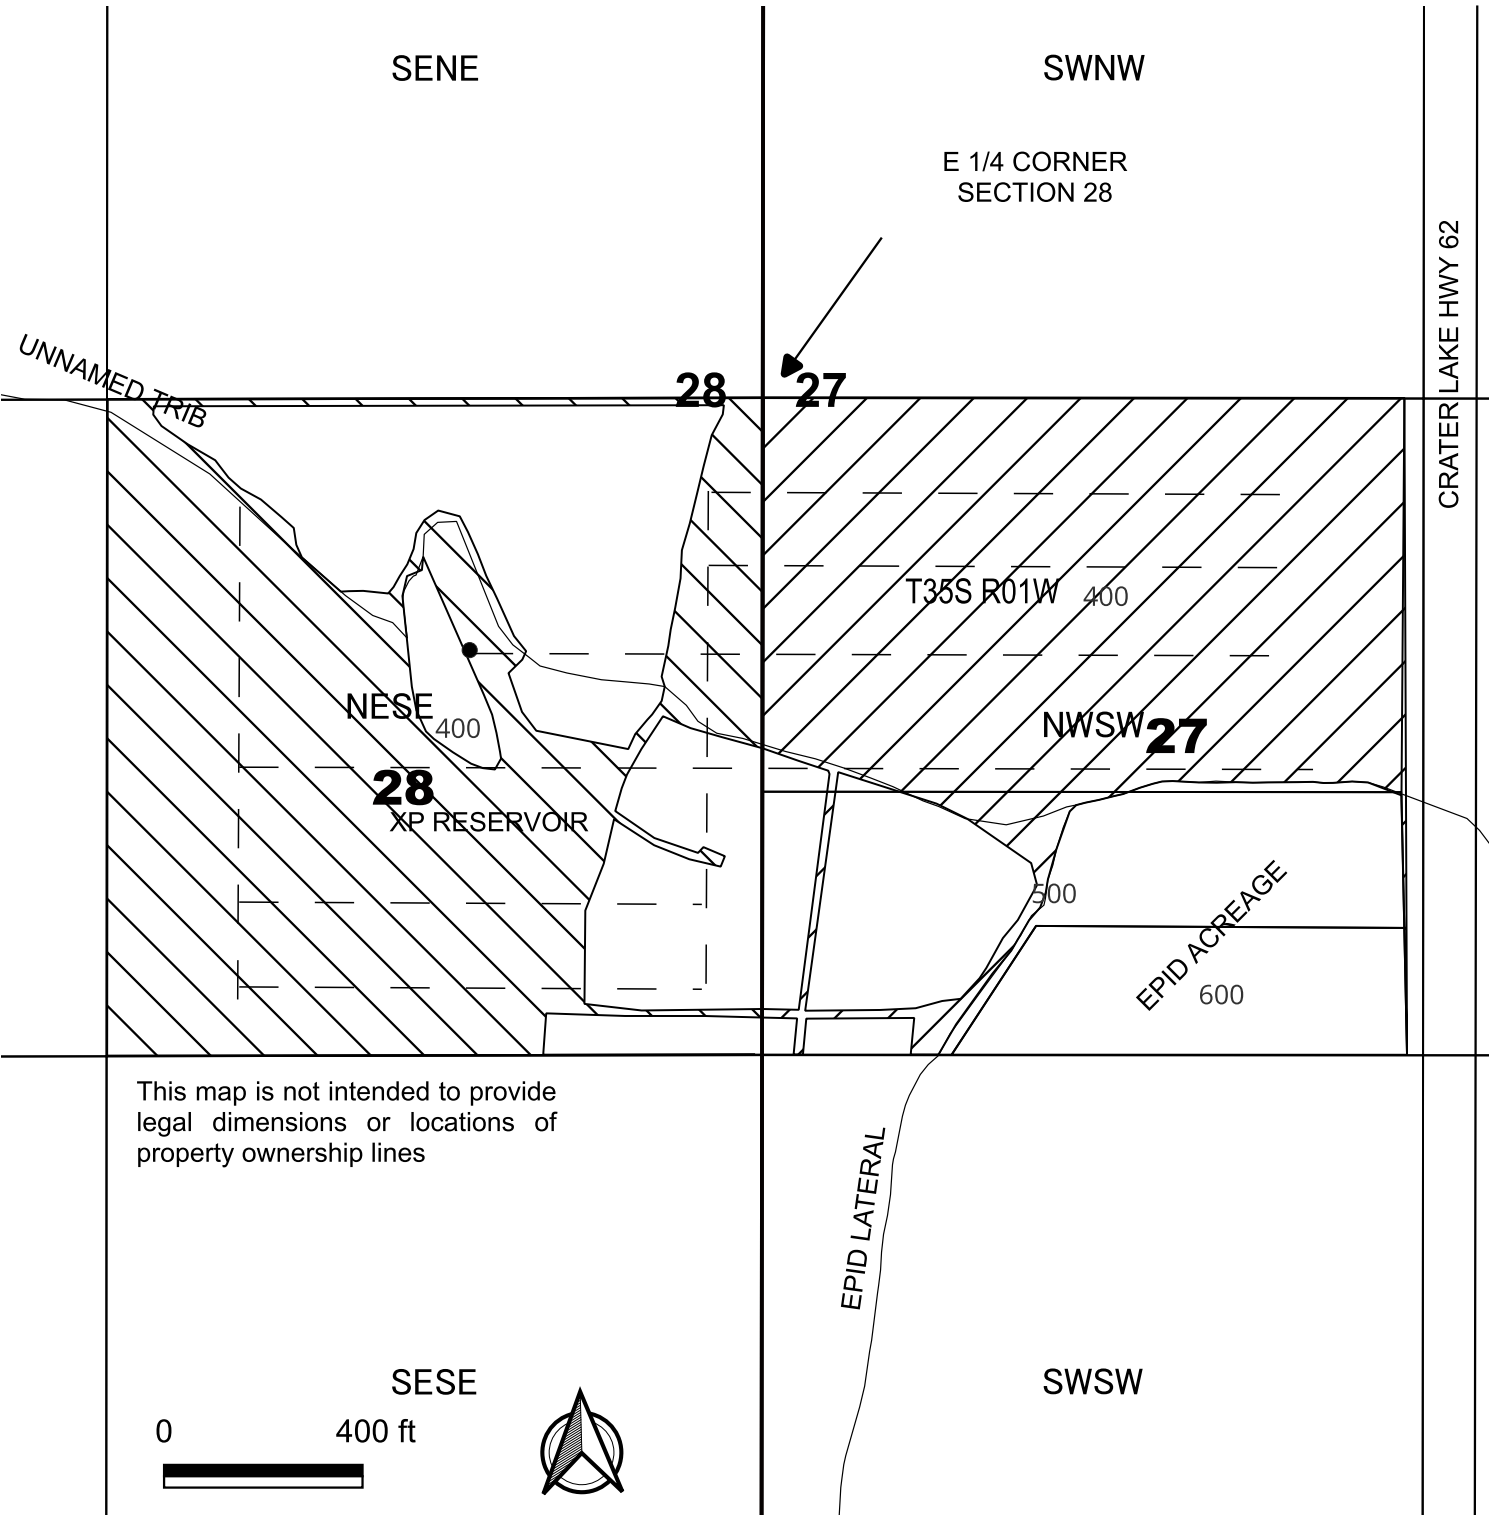 SENE
SWNW
E 1/4 CORNER
SECTION 28
CRATER LAKE HWY 62
UNNAMED TRIB
28
27
T35S R01W
400
NESE
400
NWSW
27
28
XP RESERVOIR
500
EPID ACREAGE
600
This map is not intended to provide
legal dimensions or locations of
property ownership lines
EPID LATERAL
SESE
SWSW
0
400 ft